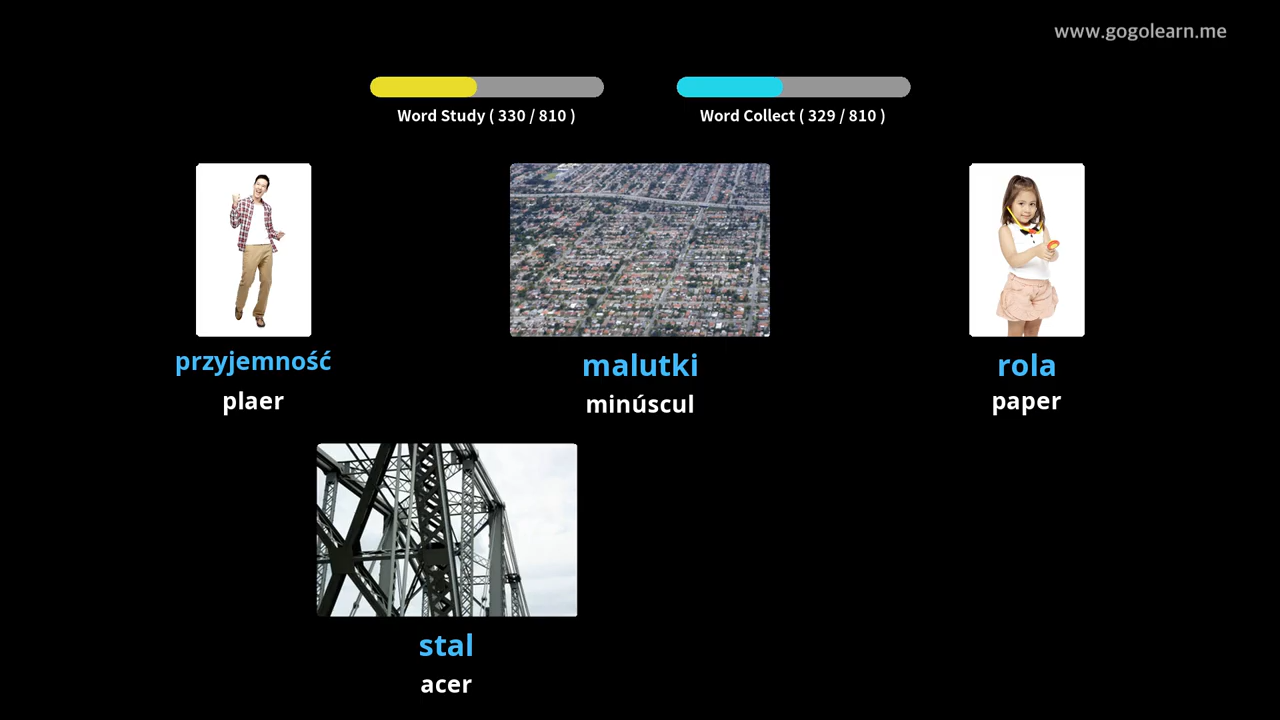 www.gogolearn.me
Word Study ( 330 / 810 )
Word Collect ( 329 / 810 )
przyjemność
plaer
malutki
minúscul
rola
paper
stal
acer